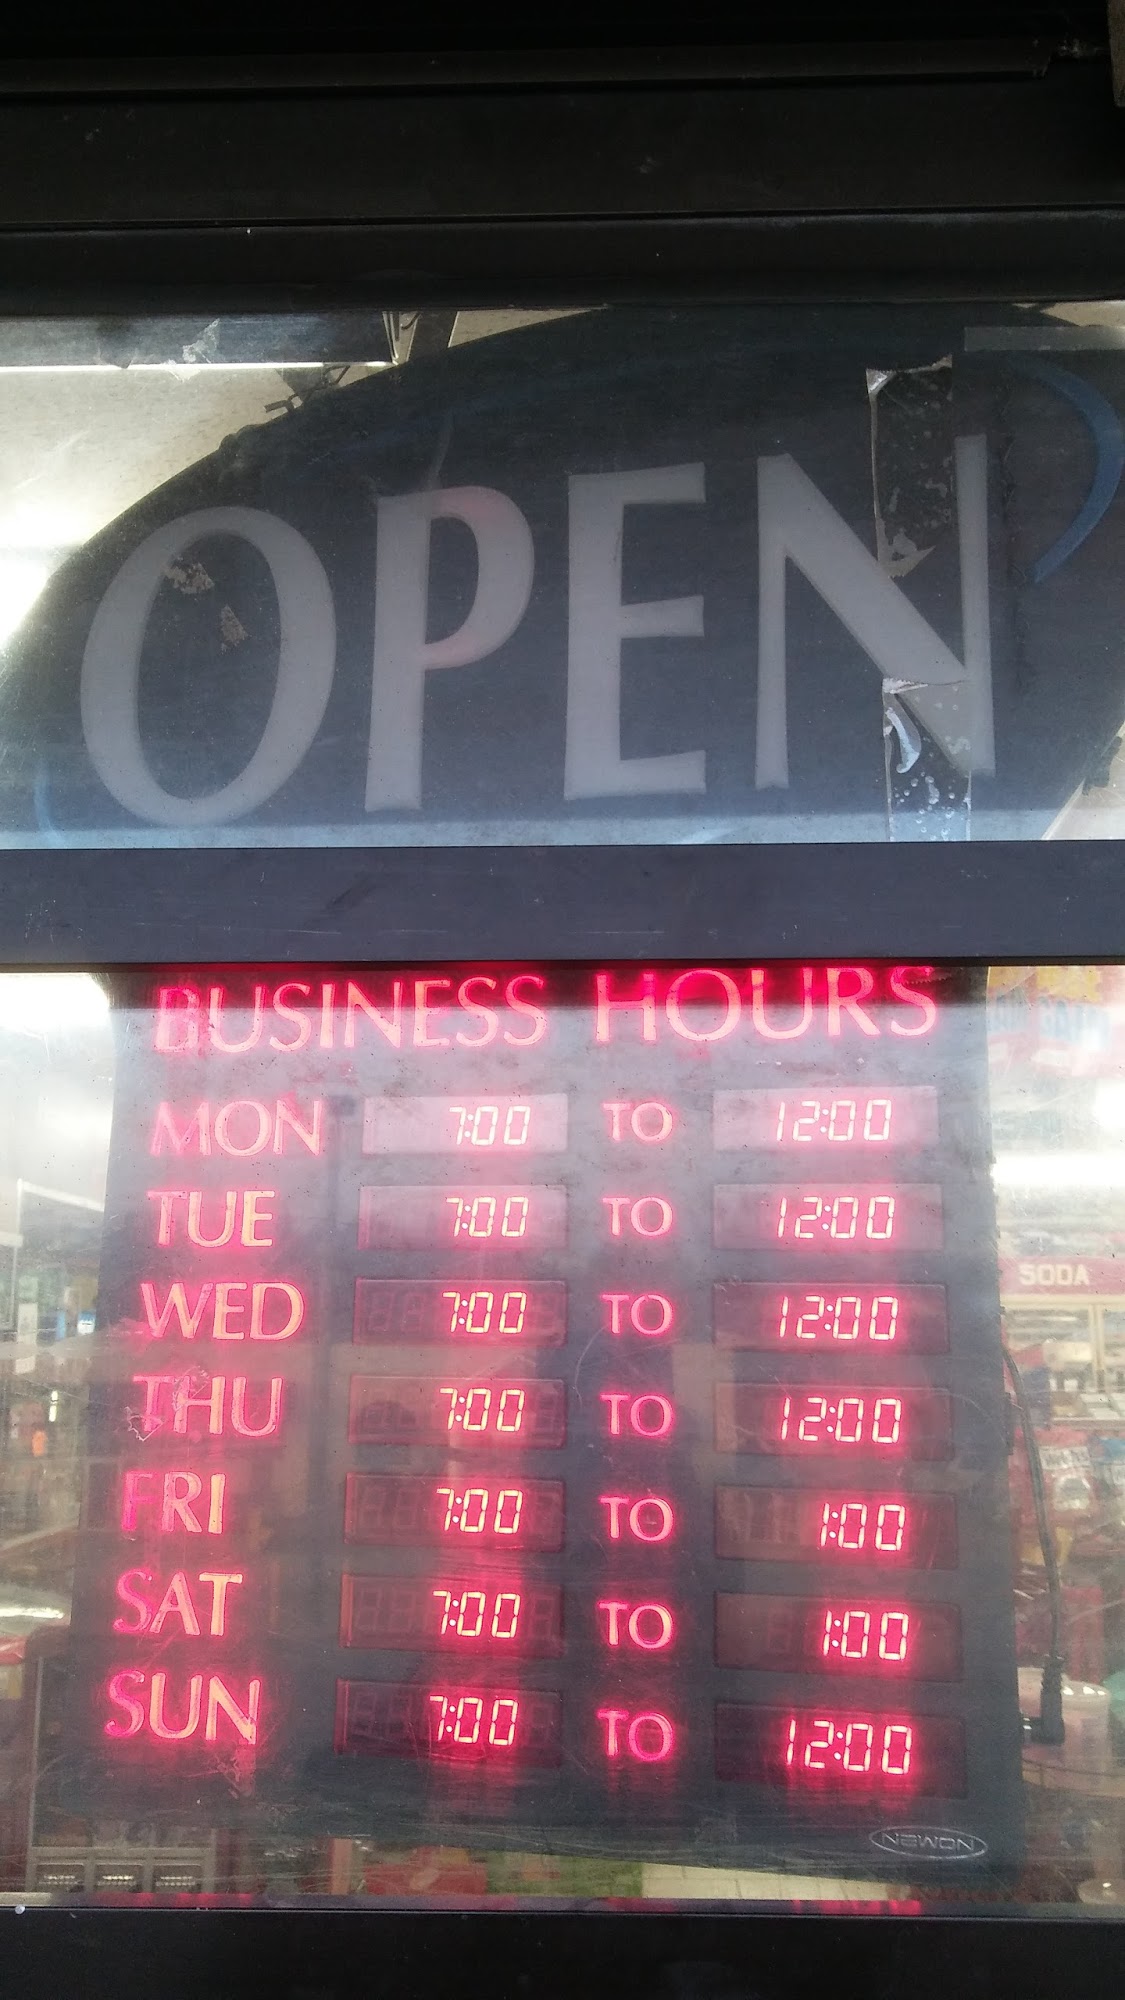 OPEN
BUSINESS HOURS
MON 7:00 TO 12:00
TUE 7:00 TO 12:00
WED 7:00 TO 12:00
THU 7:00 TO 12:00
SODA
FRI 7:00 TO 1:00
SAT 7:00 TO 1:00
SUN 7:00 TO 12:00
NEWON